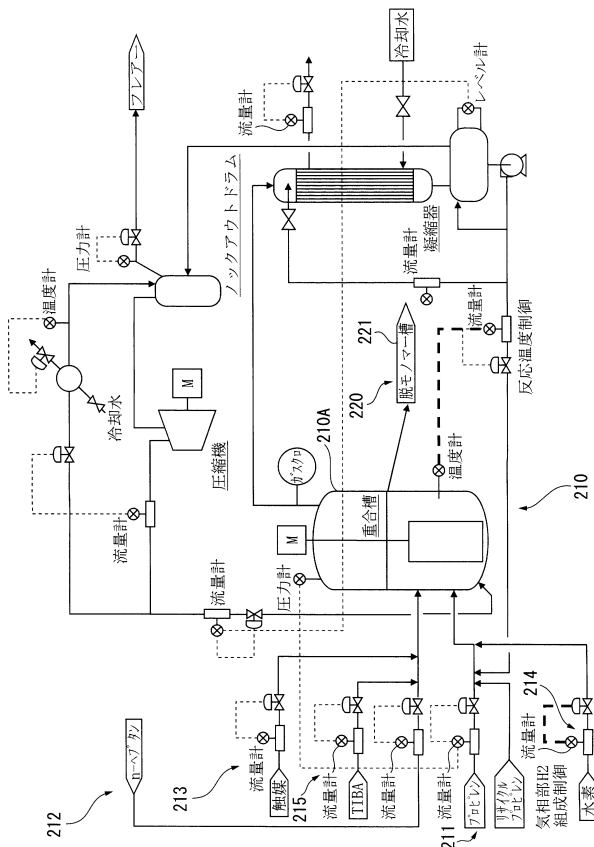 フレアー
圧力計
温度計
冷却水
M
圧縮機
ノックアウトドラム
流量計
冷却水
レベル計
凝縮器
流量計
流量計
流量計
反応温度制御
脱モノマー槽
221
220
210A
ガスクロ
重合槽
M
温度計
210
圧力計
流量計
212
n-ヘプタン
213
流量計
触媒
215
流量計
TIBA
流量計
211
流量計
プロピレン
リサイクル
プロピレン
214
流量計
気相部H2
組成制御
水素